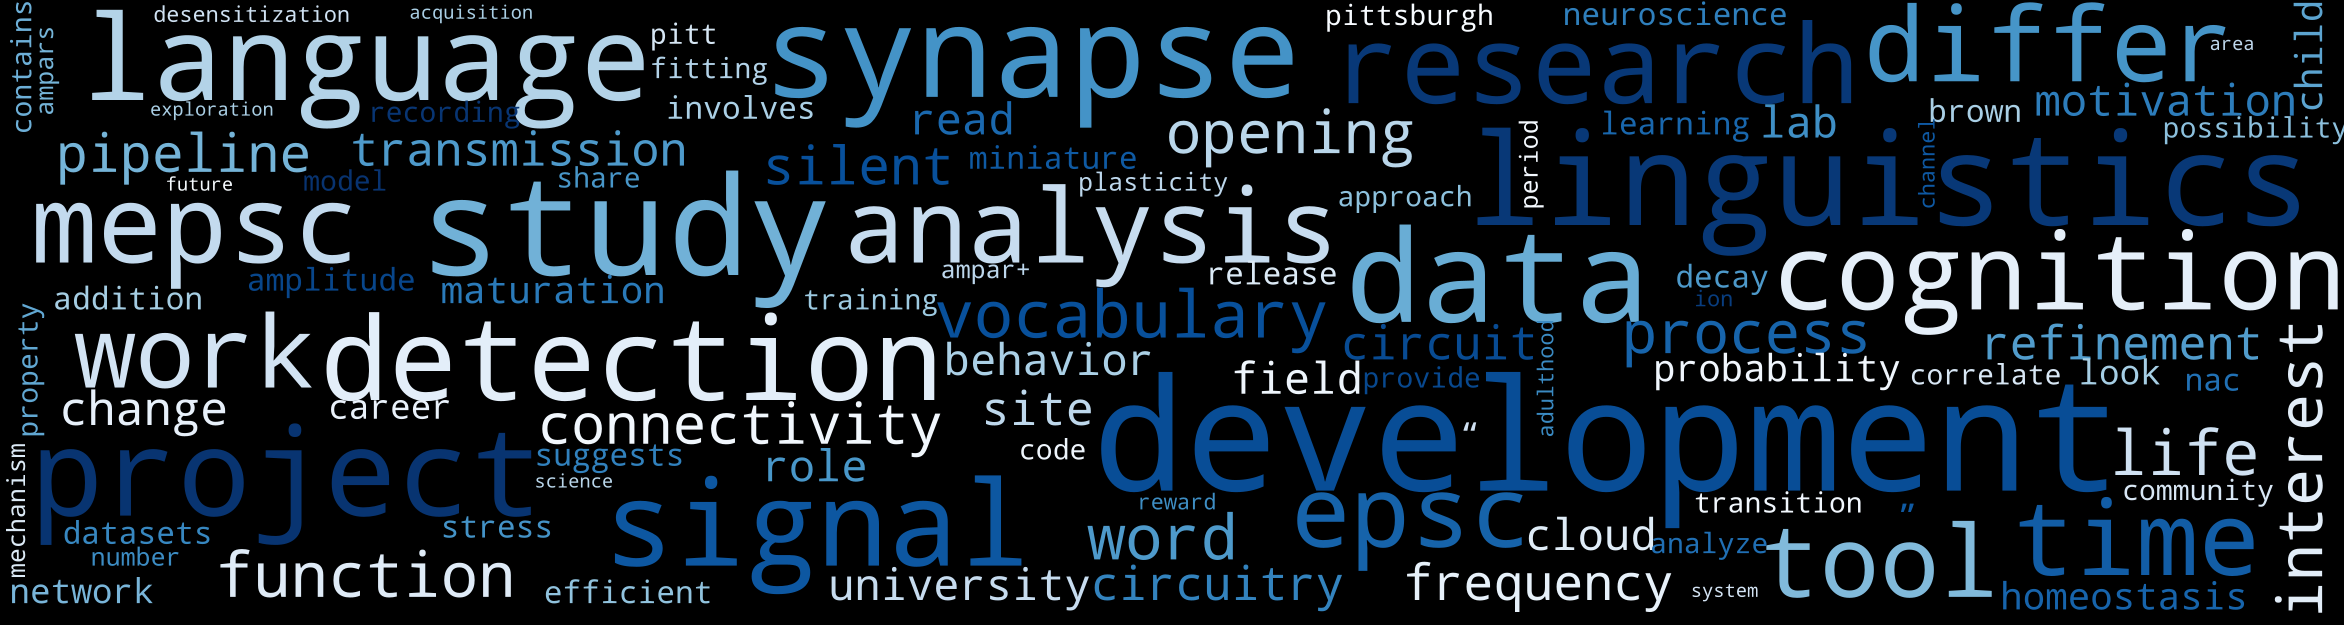 contains
ampars
desensitization
acquisition
language
exploration
recording
pitt
fitting
involves
synapse
read
pittsburgh
neuroscience
research
differ
area
child
motivation
brown
possibility
learning
lab
opening
period
linguistics
channel
pipeline
transmission
future
model
share
silent
miniature
plasticity
approach
mepsc
study
analysis
ampar+
release
data
decay
ion
cognition
addition
amplitude
maturation
training
vocabulary
circuit
process
refinement
property
work
detection
behavior
adulthood
probability
correlate
look
nac
interest
change
career
connectivity
site
field
provide
code
“
development
life
community
mechanism
project
suggests
science
role
signal
reward
epsc
transition
”
time
datasets
number
stress
word
cloud
analyze
tool
network
function
efficient
university
circuitry
frequency
system
homeostasis